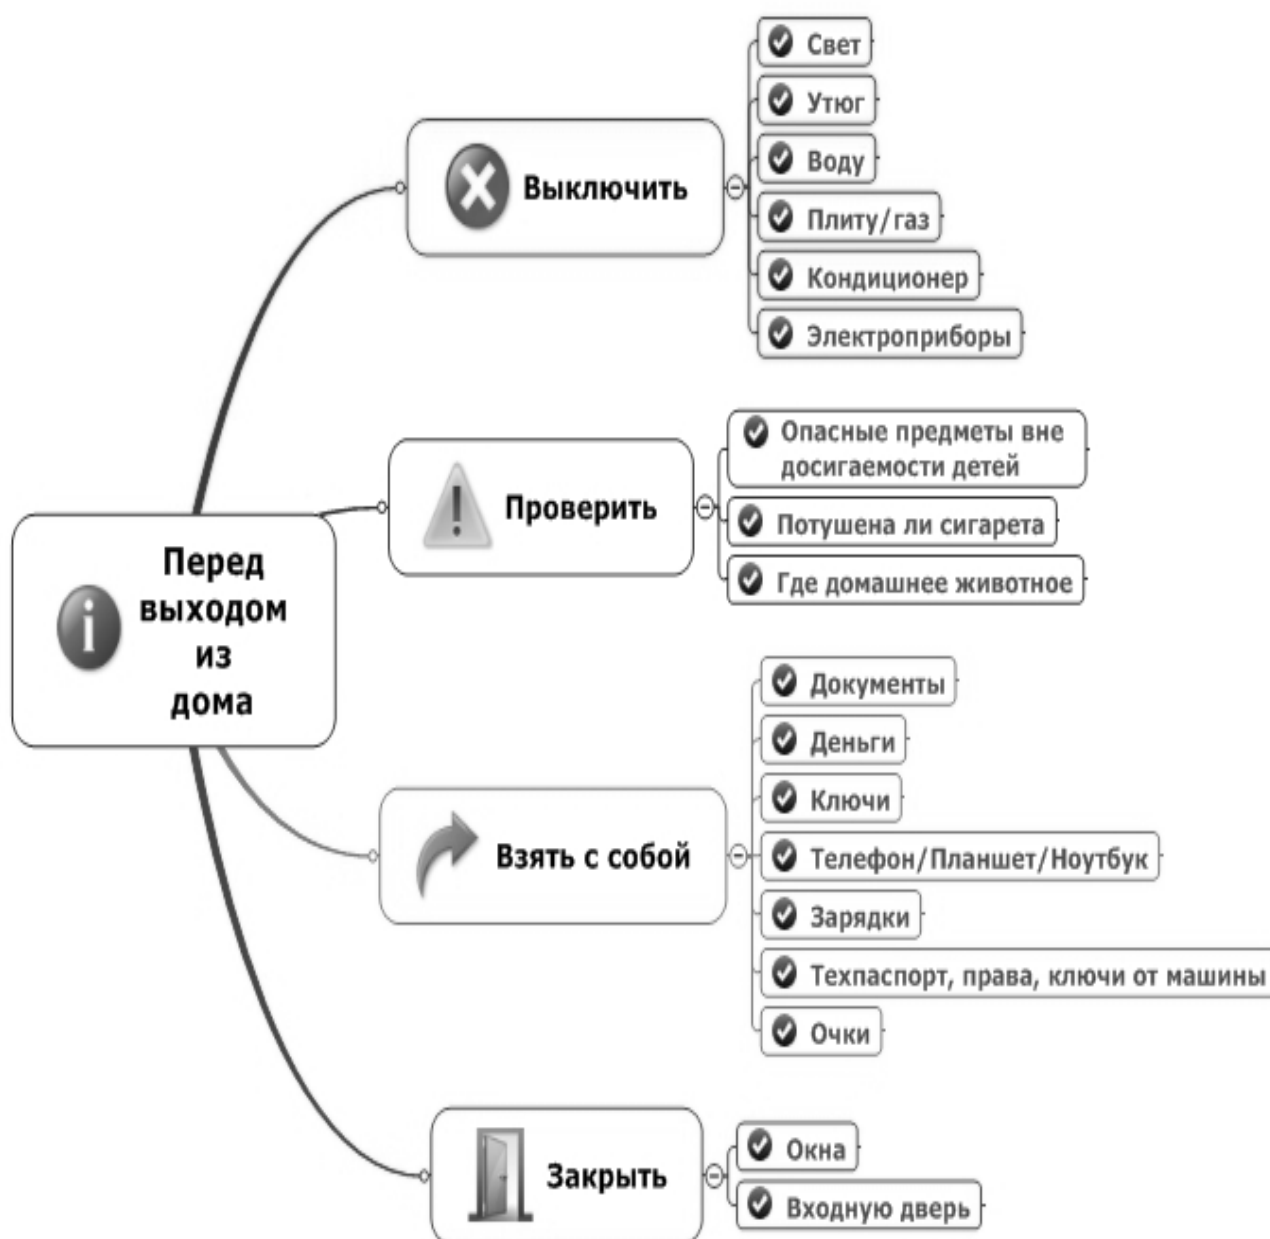 Перед
выходом
из
дома
Выключить
Свет
Утюг
Воду
Плиту/газ
Кондиционер
Электроприборы
Проверить
Опасные предметы вне
досигаемости детей
Потушена ли сигарета
Где домашнее животное
Взять с собой
Документы
Деньги
Ключи
Телефон/Планшет/Ноутбук
Зарядки
Техпаспорт, права, ключи от машины
Очки
Закрыть
Окна
Входную дверь